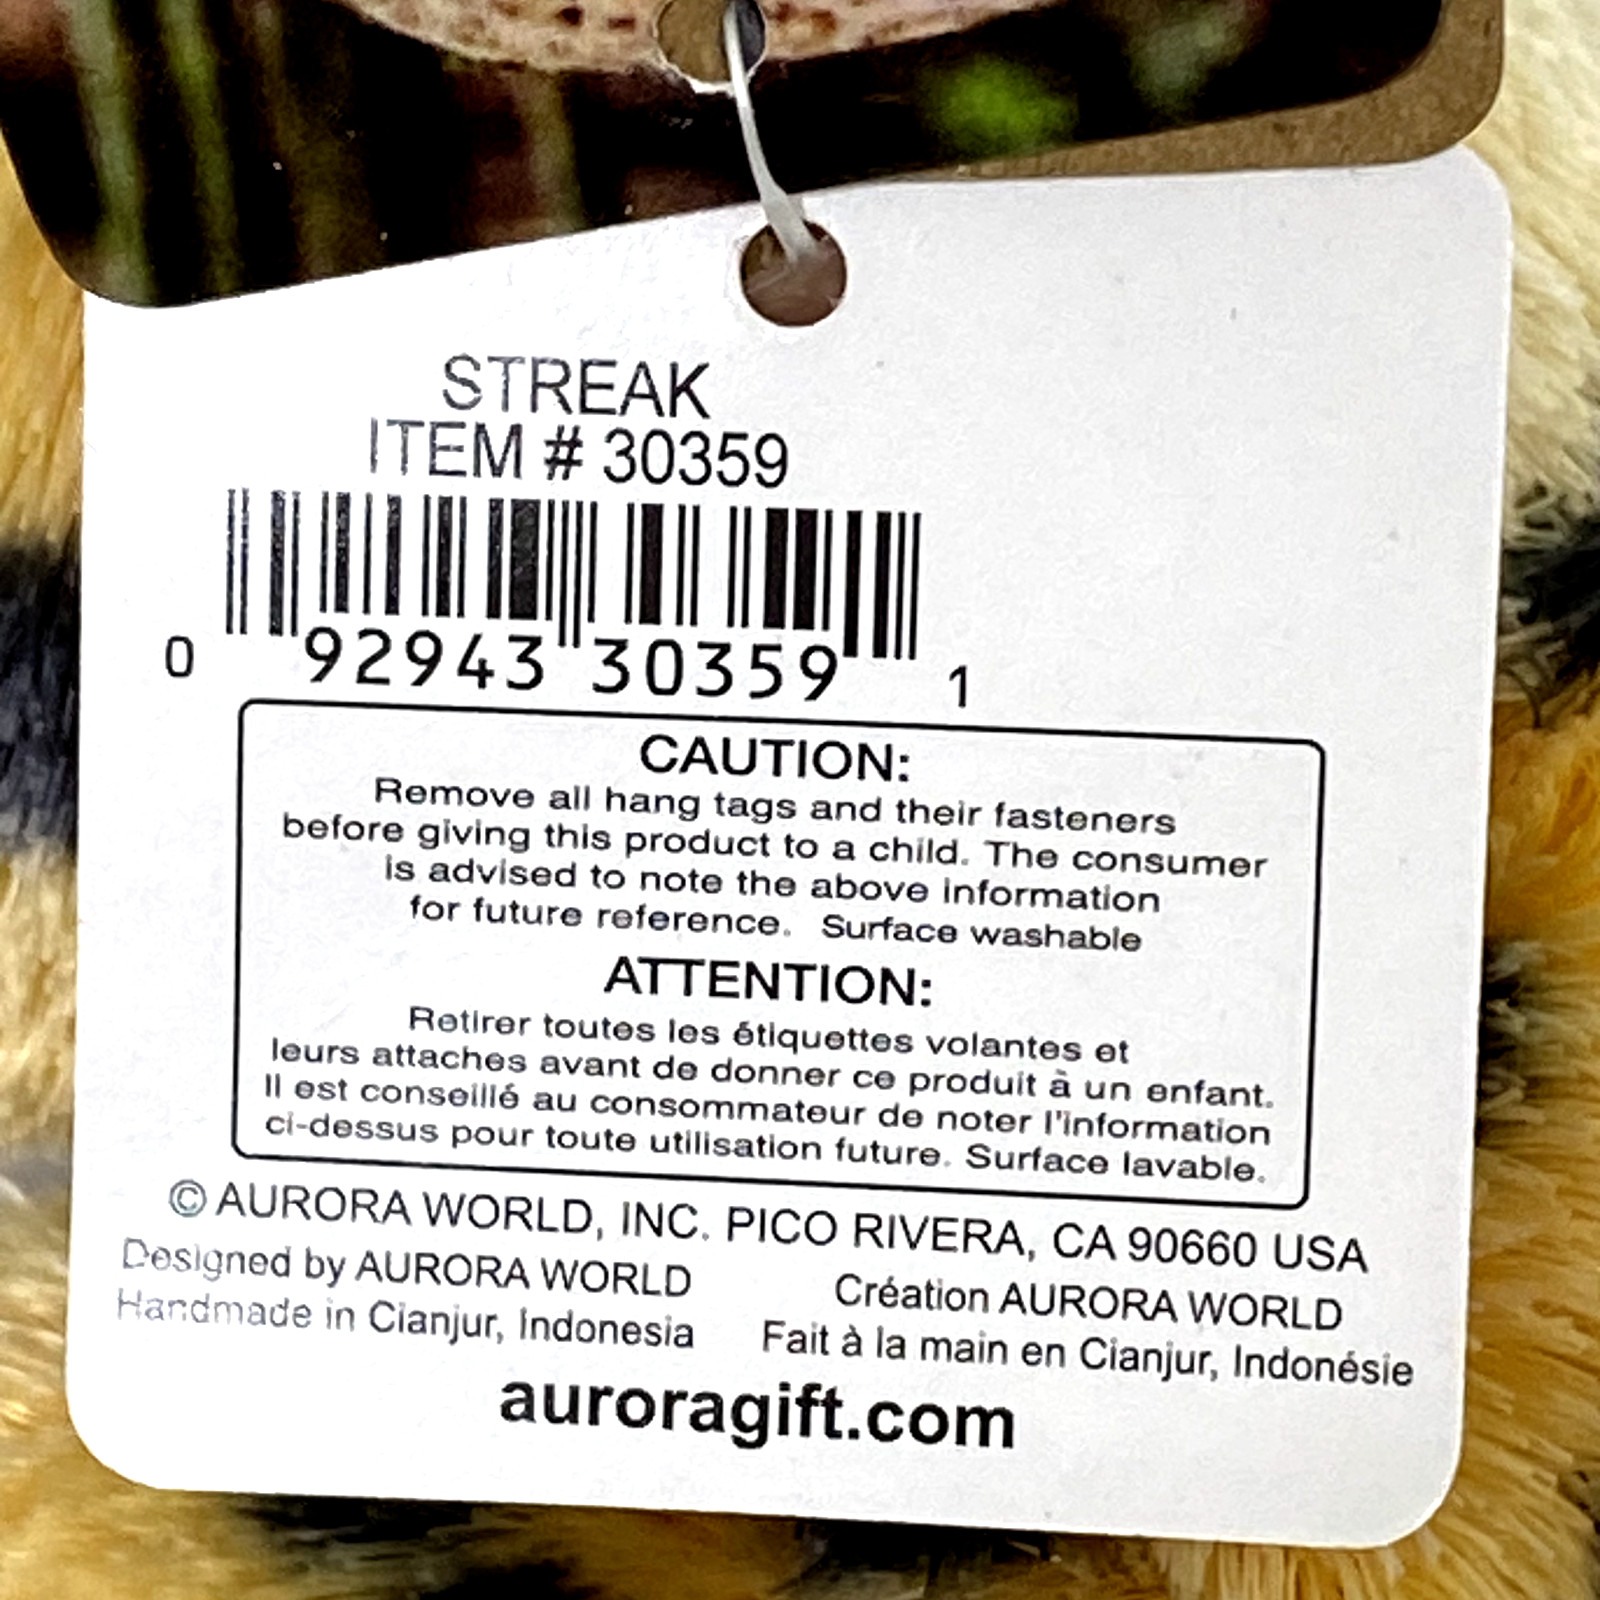 STREAK
ITEM # 30359
0 92943 30359 1
CAUTION:
Remove all hang tags and their fasteners
before giving this product to a child. The consumer
is advised to note the above information
for future reference. Surface washable
ATTENTION:
Retirer toutes les étiquettes volantes et
leurs attaches avant de donner ce produit à un enfant.
Il est conseillé au consommateur de noter l'information
ci-dessus pour toute utilisation future. Surface lavable.
© AURORA WORLD, INC. PICO RIVERA, CA 90660 USA
Designed by AURORA WORLD
Handmade in Cianjur, Indonesia
Création AURORA WORLD
Fait à la main en Cianjur, Indonésie
auroragift.com